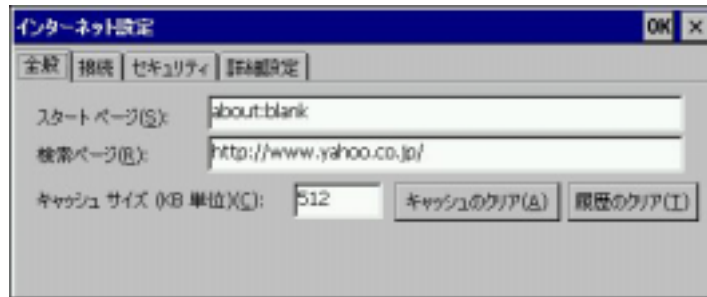 インターネット設定 OK ×
全般 接続 セキュリティ 詳細設定
スタート ページ(S): about:blank
検索ページ(R): http://www.yahoo.co.jp/
キャッシュ サイズ (KB 単位)(C): 512 キャッシュのクリア(A) 履歴のクリア(T)